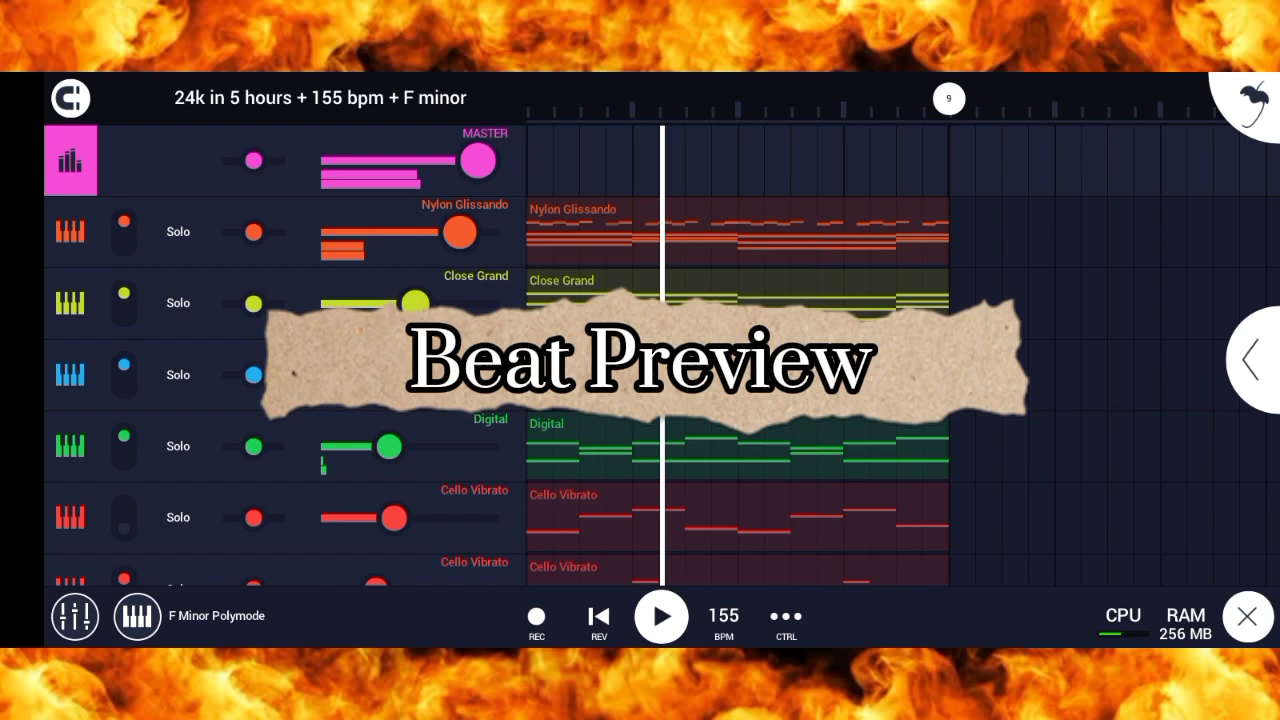 24k in 5 hours + 155 bpm + F minor
9
MASTER
Nylon Glissando
Nylon Glissando
Solo
Close Grand
Close Grand
Solo
Beat Preview
Solo
Digital
Digital
Solo
Cello Vibrato
Cello Vibrato
Solo
Cello Vibrato
Cello Vibrato
F Minor Polymode
REC
REV
155
BPM
CTRL
CPU
RAM
256 MB